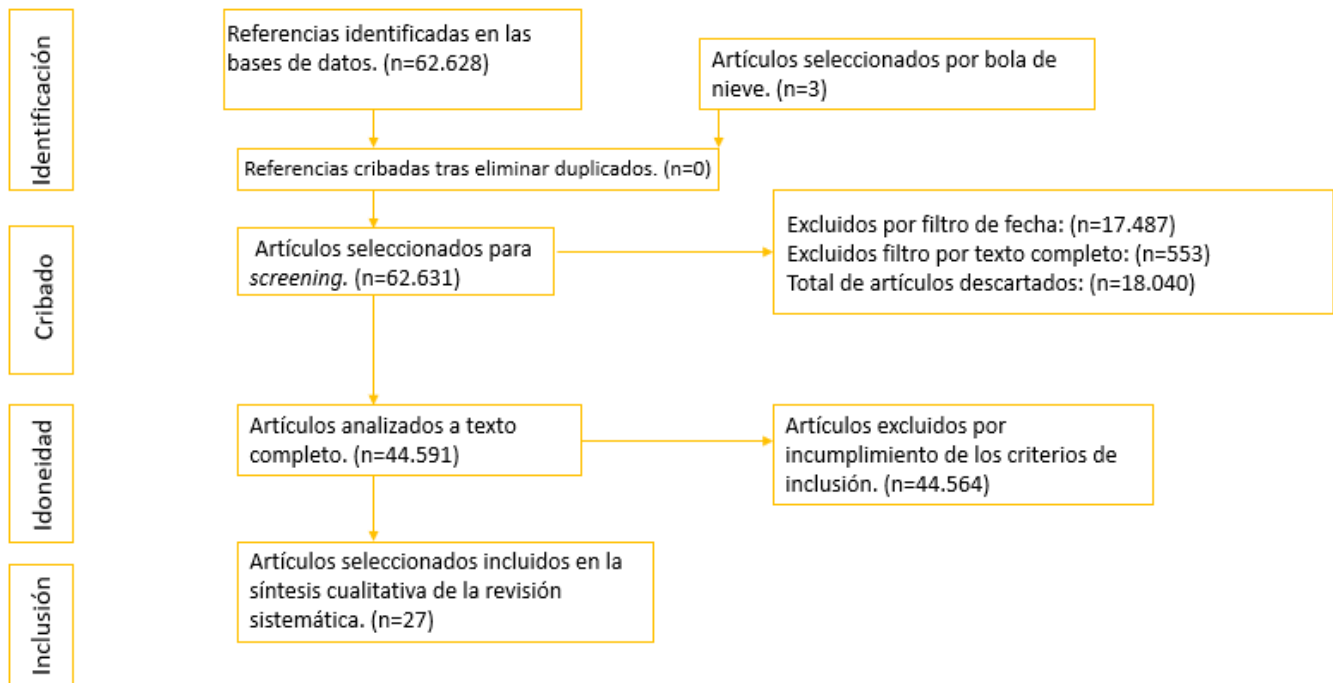 Identificación
Referencias identificadas en las
bases de datos. (n=62.628)
Artículos seleccionados por bola de
nieve. (n=3)
Referencias cribadas tras eliminar duplicados. (n=0)
Cribado
Artículos seleccionados para
screening. (n=62.631)
Excluidos por filtro de fecha: (n=17.487)
Excluidos filtro por texto completo: (n=553)
Total de artículos descartados: (n=18.040)
Idoneidad
Artículos analizados a texto
completo. (n=44.591)
Artículos excluidos por
incumplimiento de los criterios de
inclusión. (n=44.564)
Inclusión
Artículos seleccionados incluidos en la
síntesis cualitativa de la revisión
sistemática. (n=27)